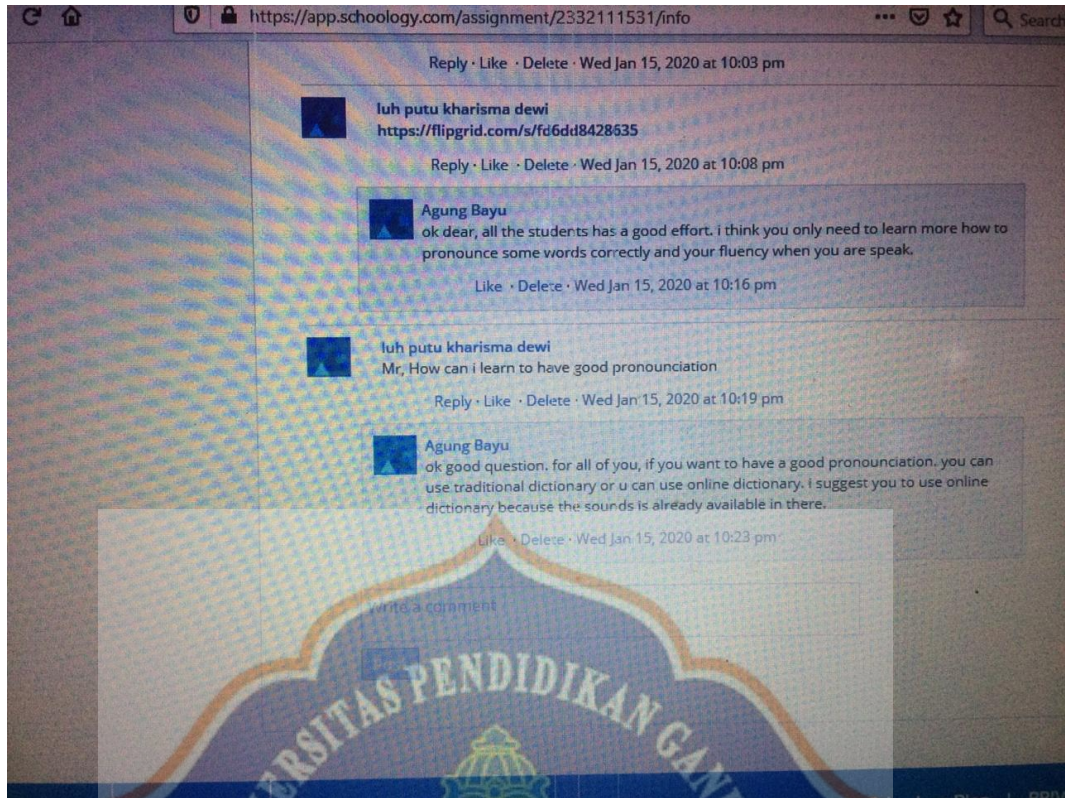 https://app.schoology.com/assignment/2332111531/info
Search
Reply · Like · Delete · Wed Jan 15, 2020 at 10:03 pm
luh putu kharisma dewi
https://flipgrid.com/s/fd6dd8428635
Reply · Like · Delete · Wed Jan 15, 2020 at 10:08 pm
Agung Bayu
ok dear, all the students has a good effort. i think you only need to learn more how to
pronounce some words correctly and your fluency when you are speak.
Like · Delete · Wed Jan 15, 2020 at 10:16 pm
luh putu kharisma dewi
Mr, How can i learn to have good pronounciation
Reply · Like · Delete · Wed Jan 15, 2020 at 10:19 pm
Agung Bayu
ok good question. for all of you, if you want to have a good pronounciation. you can
use traditional dictionary or u can use online dictionary. i suggest you to use online
dictionary because the sounds is already available in there.
Like · Delete · Wed Jan 15, 2020 at 10:23 pm
Write a comment
Post
ERSITAS PENDIDIKAN GAN